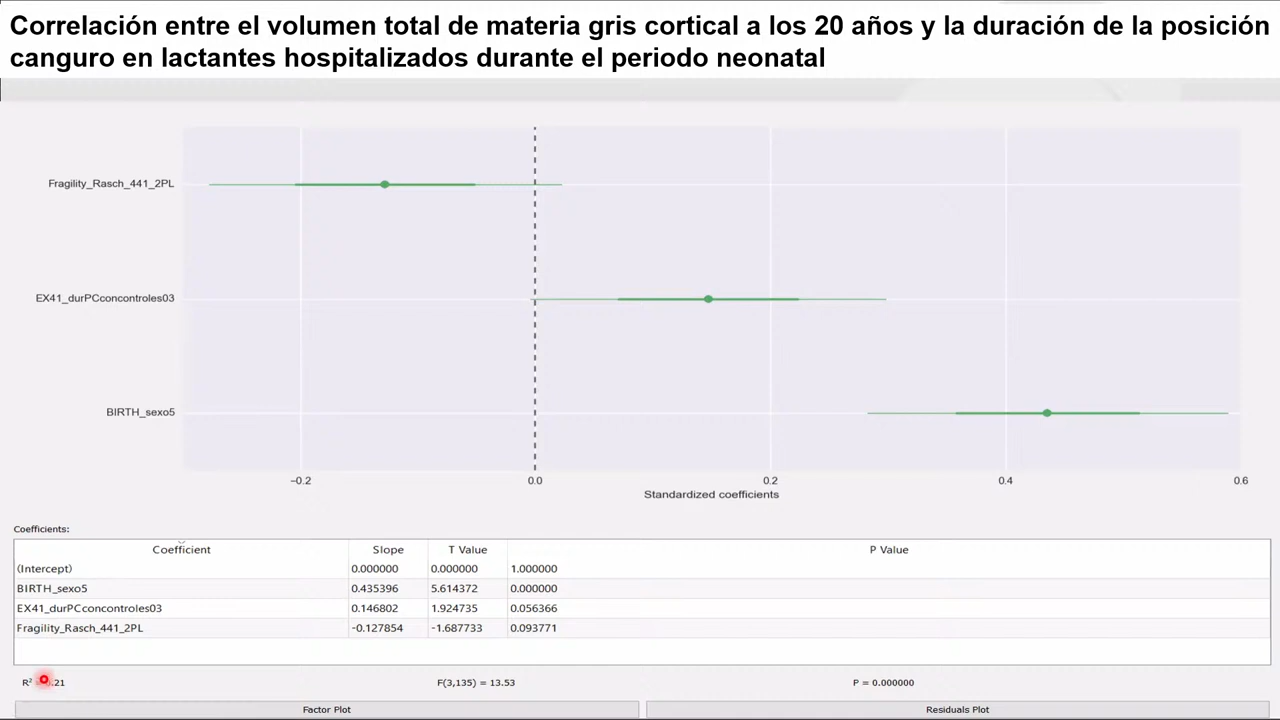 Correlación entre el volumen total de materia gris cortical a los 20 años y la duración de la posición
canguro en lactantes hospitalizados durante el periodo neonatal
Fragility_Rasch_441_2PL
EX41_durPCconcontroles03
BIRTH_sexo5
−0.2 0.0 0.2 0.4 0.6
Standardized coefficients
Coefficients:
Coefficient Slope T Value P Value
(Intercept) 0.000000 0.000000 1.000000
BIRTH_sexo5 0.435396 5.614372 0.000000
EX41_durPCconcontroles03 0.146802 1.924735 0.056366
Fragility_Rasch_441_2PL -0.127854 -1.687733 0.093771
R² .21 F(3,135) = 13.53 P = 0.000000
Factor Plot Residuals Plot